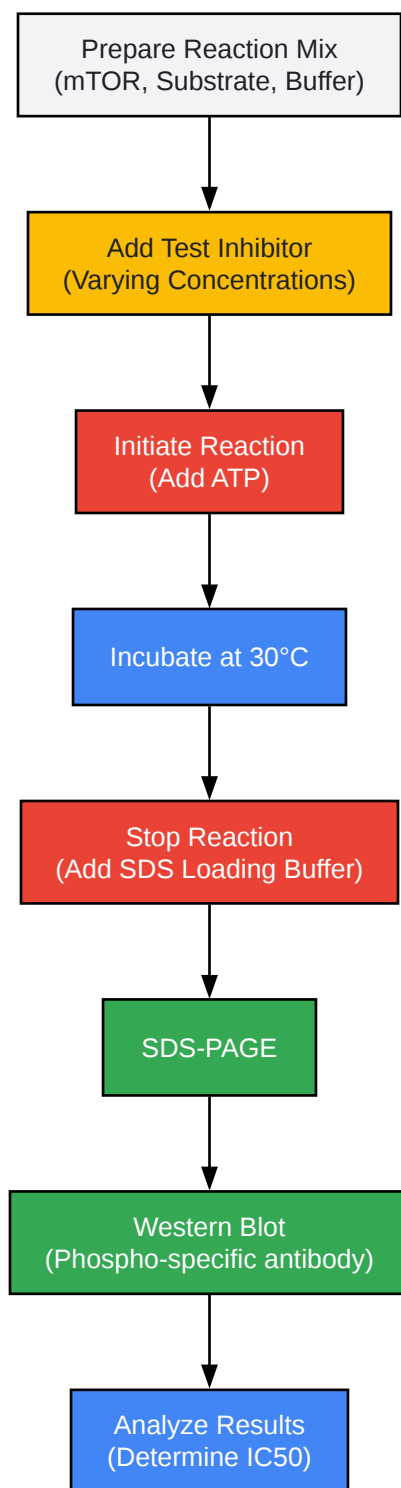 Prepare Reaction Mix
(mTOR, Substrate, Buffer)
Add Test Inhibitor
(Varying Concentrations)
Initiate Reaction
(Add ATP)
Incubate at 30°C
Stop Reaction
(Add SDS Loading Buffer)
SDS-PAGE
Western Blot
(Phospho-specific antibody)
Analyze Results
(Determine IC50)